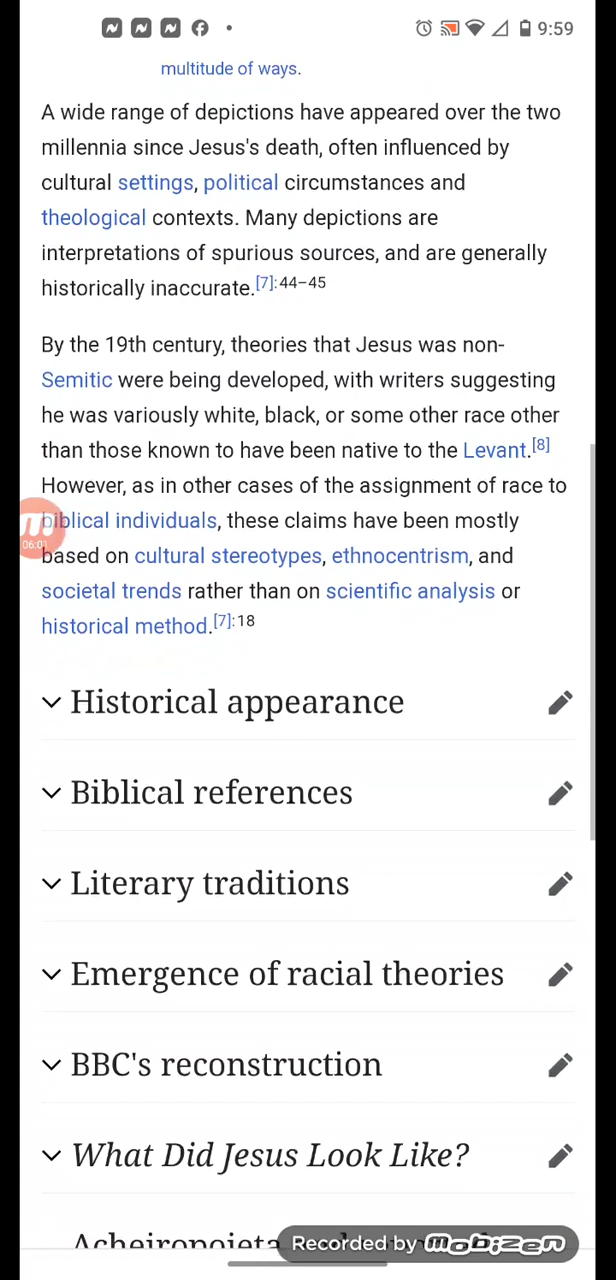 9:59
multitude of ways.
A wide range of depictions have appeared over the two
millennia since Jesus's death, often influenced by
cultural settings, political circumstances and
theological contexts. Many depictions are
interpretations of spurious sources, and are generally
historically inaccurate.[7]:44–45
By the 19th century, theories that Jesus was non-
Semitic were being developed, with writers suggesting
he was variously white, black, or some other race other
than those known to have been native to the Levant.[8]
However, as in other cases of the assignment of race to
biblical individuals, these claims have been mostly
06:01
based on cultural stereotypes, ethnocentrism, and
societal trends rather than on scientific analysis or
historical method.[7]:18
Historical appearance
Biblical references
Literary traditions
Emergence of racial theories
BBC's reconstruction
What Did Jesus Look Like?
Acheiropoieta
Recorded by mobizen